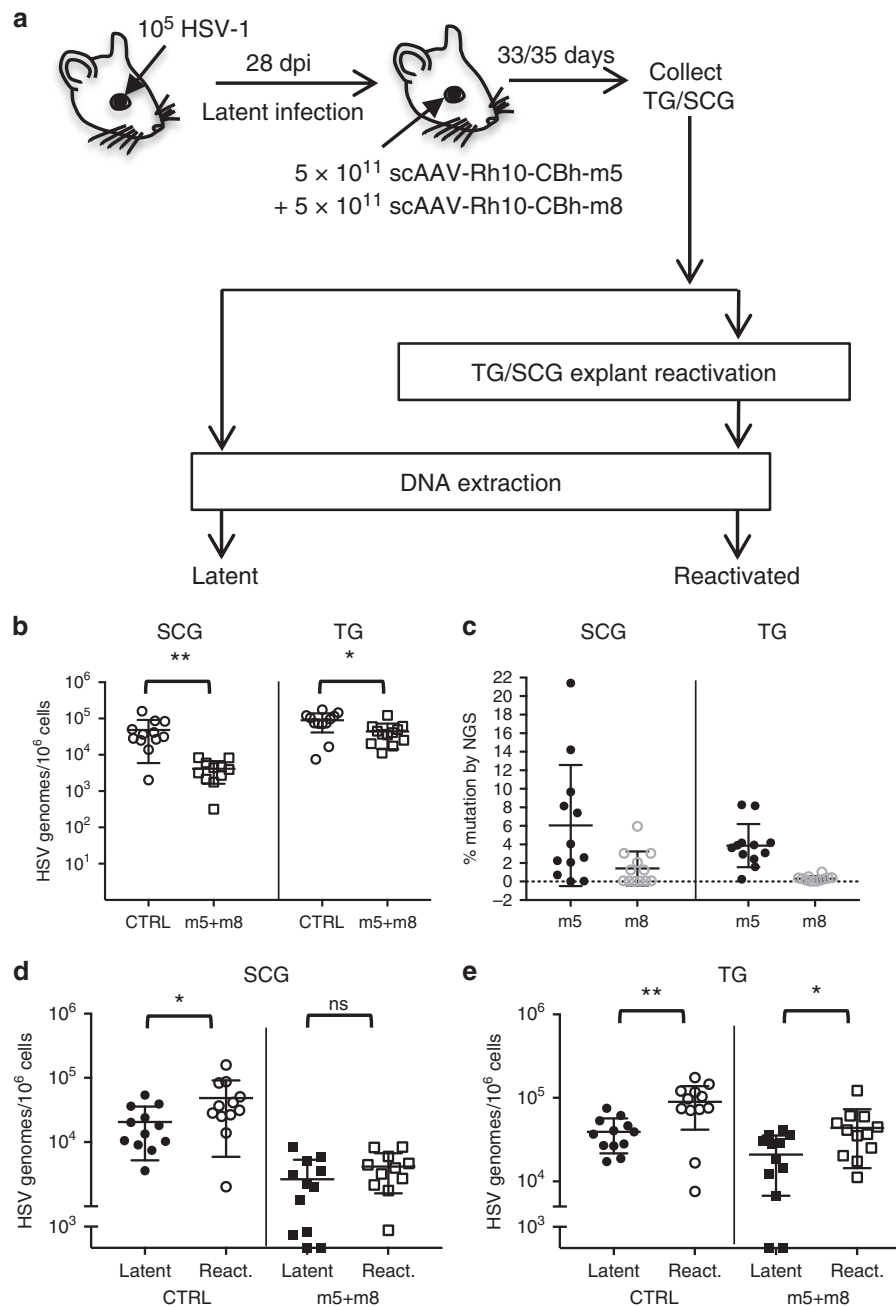 a
10⁵ HSV-1
28 dpi
Latent infection
33/35 days
Collect
TG/SCG
5 × 10¹¹ scAAV-Rh10-CBh-m5
+ 5 × 10¹¹ scAAV-Rh10-CBh-m8
TG/SCG explant reactivation
DNA extraction
Latent
Reactivated
b
SCG
TG
**
*
HSV genomes/10⁶ cells
10⁶
10⁵
10⁴
10³
10²
10¹
CTRL
m5+m8
CTRL
m5+m8
c
SCG
TG
% mutation by NGS
22
20
18
16
14
12
10
8
6
4
2
0
−2
m5
m8
m5
m8
d
SCG
*
ns
HSV genomes/10⁶ cells
10⁶
10⁵
10⁴
10³
Latent
React.
Latent
React.
CTRL
m5+m8
e
TG
**
*
HSV genomes/10⁶ cells
10⁶
10⁵
10⁴
10³
Latent
React.
Latent
React.
CTRL
m5+m8